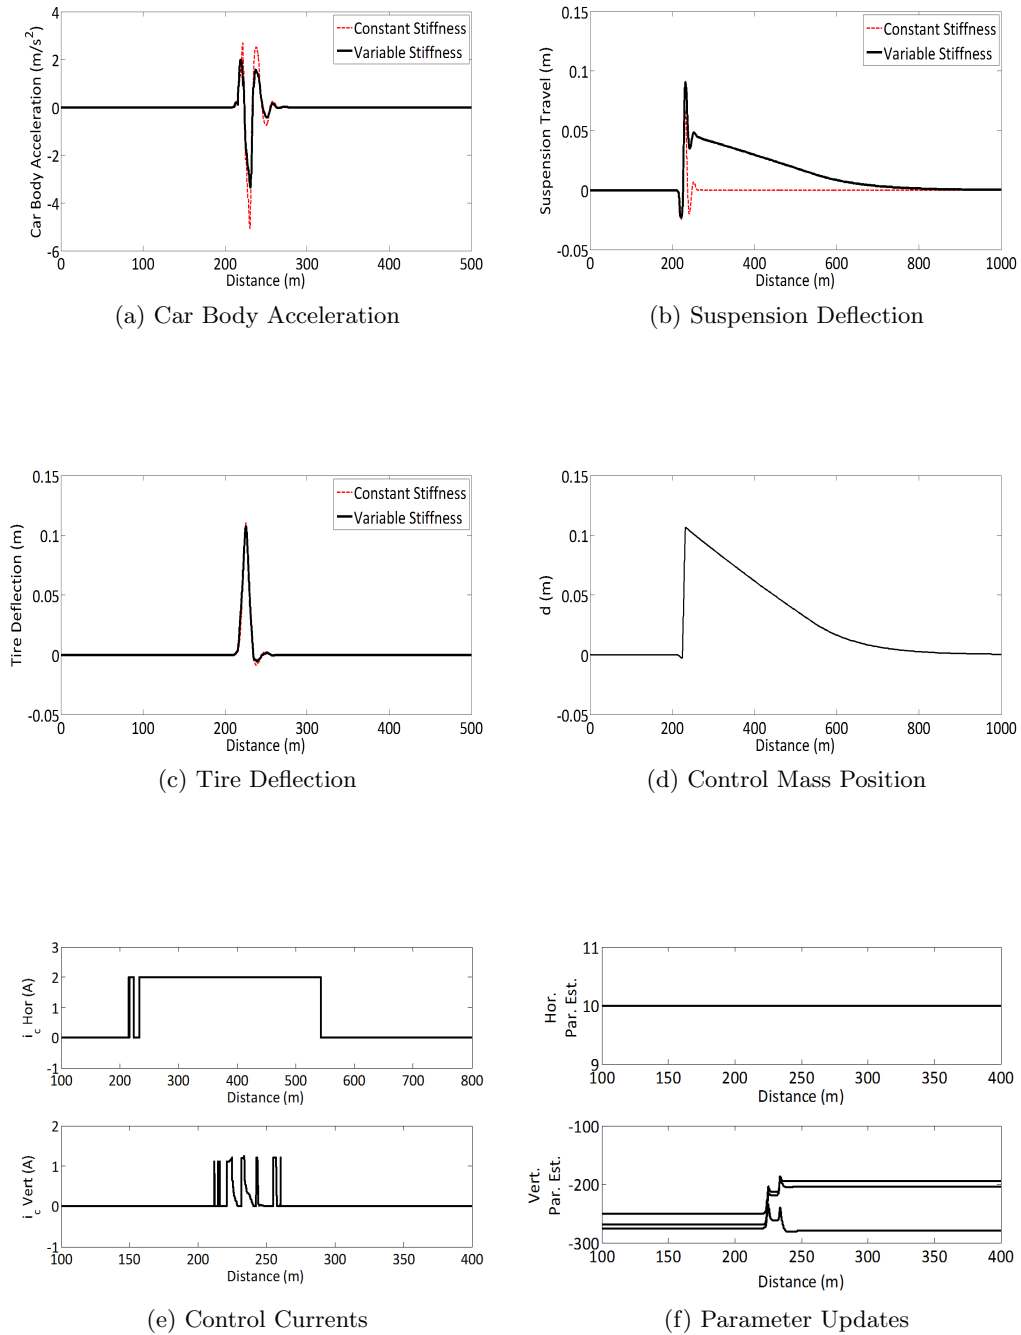 4
2
0
-2
-4
-6
Car Body Acceleration (m/s²)
Constant Stiffness
Variable Stiffness
0 100 200 300 400 500
Distance (m)
(a) Car Body Acceleration
0.15
0.1
0.05
0
-0.05
Suspension Travel (m)
Constant Stiffness
Variable Stiffness
0 200 400 600 800 1000
Distance (m)
(b) Suspension Deflection
0.15
0.1
0.05
0
-0.05
Tire Deflection (m)
Constant Stiffness
Variable Stiffness
0 100 200 300 400 500
Distance (m)
(c) Tire Deflection
0.15
0.1
0.05
0
-0.05
d (m)
0 200 400 600 800 1000
Distance (m)
(d) Control Mass Position
3
2
1
0
-1
i_c Hor (A)
100 200 300 400 500 600 700 800
Distance (m)
2
1
0
-1
i_c Vert (A)
100 150 200 250 300 350 400
Distance (m)
(e) Control Currents
11
10
9
Hor.
Par. Est.
100 150 200 250 300 350 400
Distance (m)
-100
-200
-300
Vert.
Par. Est.
100 150 200 250 300 350 400
Distance (m)
(f) Parameter Updates